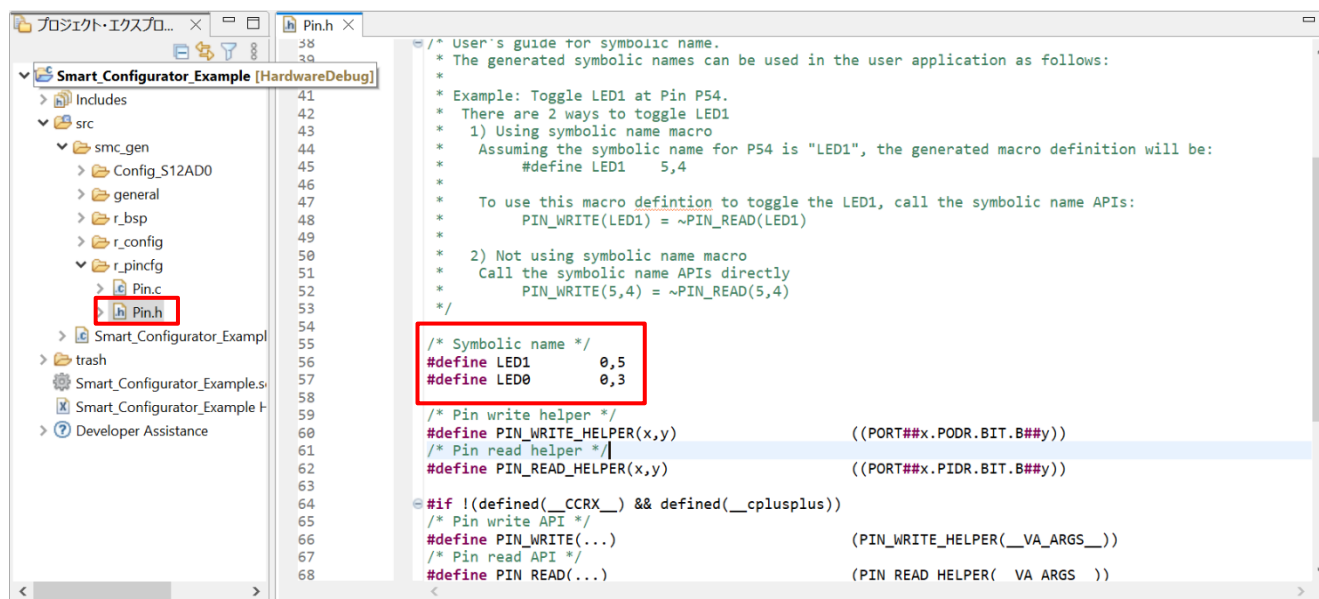 プロジェクト・エクスプロ...
Smart_Configurator_Example [HardwareDebug]
Includes
src
smc_gen
Config_S12AD0
general
r_bsp
r_config
r_pincfg
Pin.c
Pin.h
Smart_Configurator_Exampl
trash
Smart_Configurator_Example.s
Smart_Configurator_Example H
Developer Assistance
Pin.h
38 /* User's guide for symbolic name.
39 * The generated symbolic names can be used in the user application as follows:
*
41 * Example: Toggle LED1 at Pin P54.
42 * There are 2 ways to toggle LED1
43 * 1) Using symbolic name macro
44 * Assuming the symbolic name for P54 is "LED1", the generated macro definition will be:
45 * #define LED1 5,4
46 *
47 * To use this macro defintion to toggle the LED1, call the symbolic name APIs:
48 * PIN_WRITE(LED1) = ~PIN_READ(LED1)
49 *
50 * 2) Not using symbolic name macro
51 * Call the symbolic name APIs directly
52 * PIN_WRITE(5,4) = ~PIN_READ(5,4)
53 */
54
55 /* Symbolic name */
56 #define LED1 0,5
57 #define LED0 0,3
58
59 /* Pin write helper */
60 #define PIN_WRITE_HELPER(x,y) ((PORT##x.PODR.BIT.B##y))
61 /* Pin read helper */
62 #define PIN_READ_HELPER(x,y) ((PORT##x.PIDR.BIT.B##y))
63
64 #if !(defined(__CCRX__) && defined(__cplusplus))
65 /* Pin write API */
66 #define PIN_WRITE(...) (PIN_WRITE_HELPER(__VA_ARGS__))
67 /* Pin read API */
68 #define PIN_READ(...) (PIN_READ_HELPER(__VA_ARGS__))